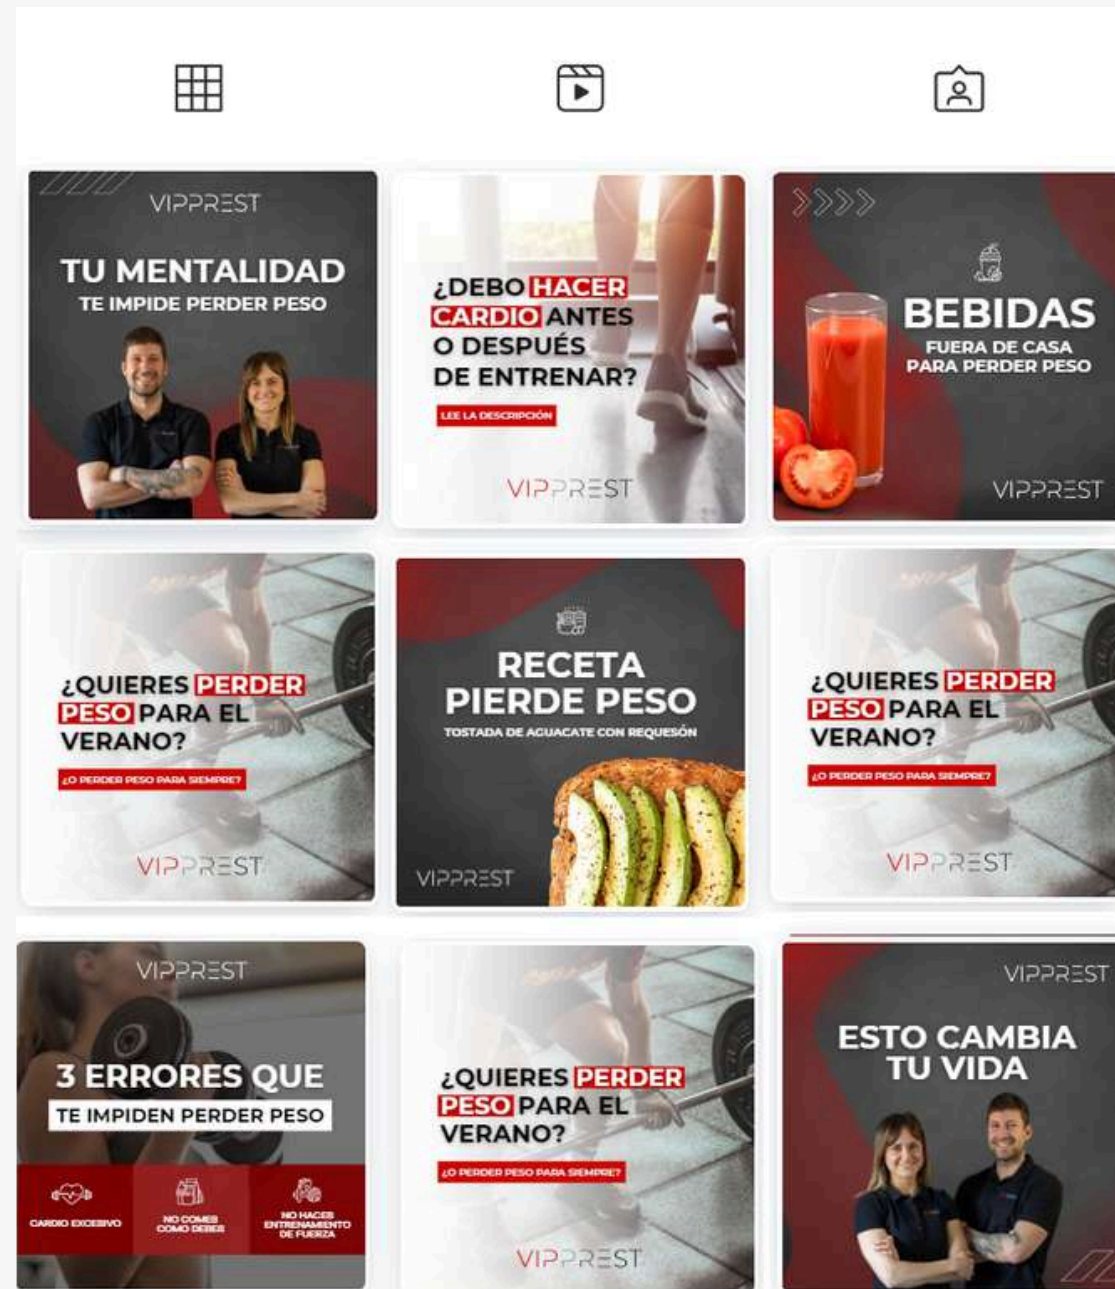 VIPPREST
TU MENTALIDAD
TE IMPIDE PERDER PESO
¿DEBO HACER
CARDIO ANTES
O DESPUÉS
DE ENTRENAR?
LEE LA DESCRIPCIÓN
VIPPREST
BEBIDAS
FUERA DE CASA
PARA PERDER PESO
VIPPREST
¿QUIERES PERDER
PESO PARA EL
VERANO?
¿O PERDER PESO PARA SIEMPRE?
VIPPREST
RECETA
PIERDE PESO
TOSTADA DE AGUACATE CON REQUESÓN
VIPPREST
¿QUIERES PERDER
PESO PARA EL
VERANO?
¿O PERDER PESO PARA SIEMPRE?
VIPPREST
VIPPREST
3 ERRORES QUE
TE IMPIDEN PERDER PESO
CARDIO EXCESIVO
NO COMES
COMO DEBES
NO HACES
ENTRENAMIENTO
DE FUERZA
¿QUIERES PERDER
PESO PARA EL
VERANO?
¿O PERDER PESO PARA SIEMPRE?
VIPPREST
VIPPREST
ESTO CAMBIA
TU VIDA